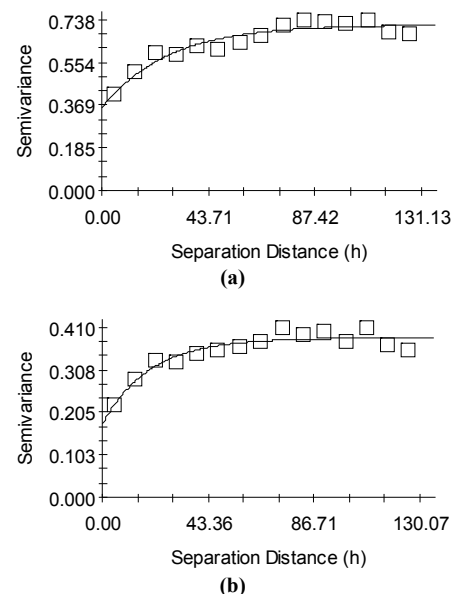 0.738
0.554
0.369
0.185
0.000
Semivariance
0.00 43.71 87.42 131.13
Separation Distance (h)
(a)
0.410
0.308
0.205
0.103
0.000
Semivariance
0.00 43.36 86.71 130.07
Separation Distance (h)
(b)